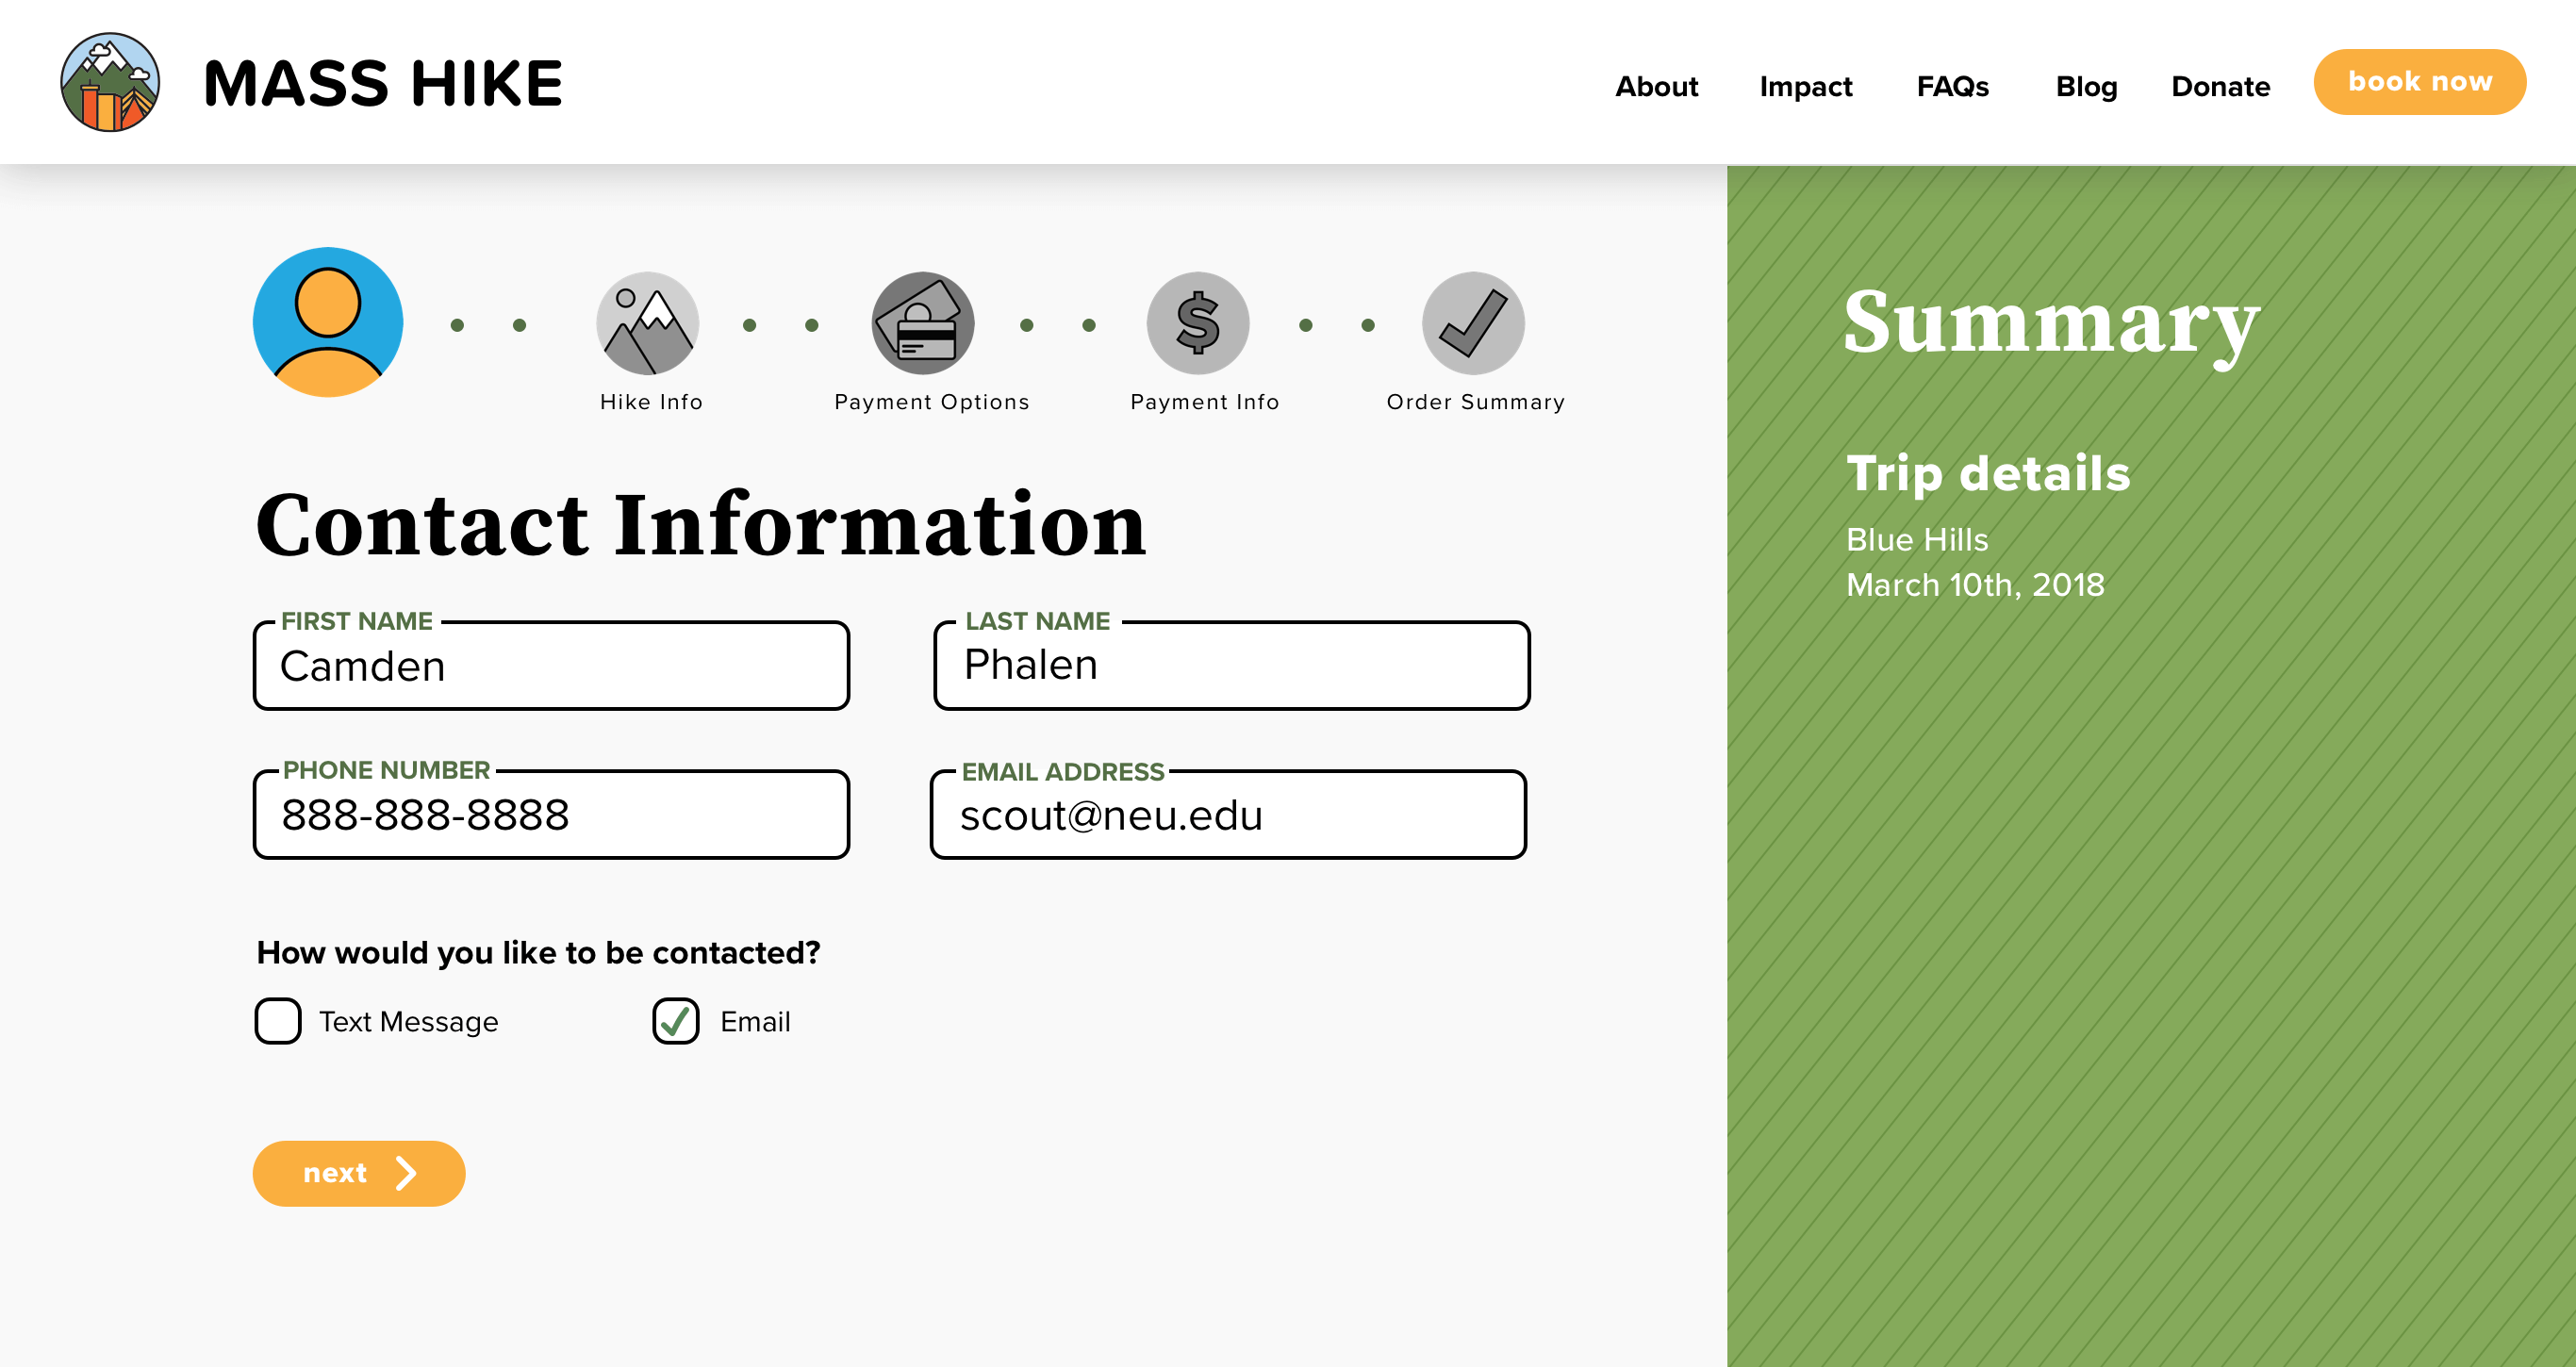 MASS HIKE
About Impact FAQs Blog Donate book now
Hike Info Payment Options Payment Info Order Summary
Contact Information
FIRST NAME LAST NAME
Camden Phalen
PHONE NUMBER EMAIL ADDRESS
888-888-8888 scout@neu.edu
How would you like to be contacted?
Text Message Email
next
Summary
Trip details
Blue Hills
March 10th, 2018